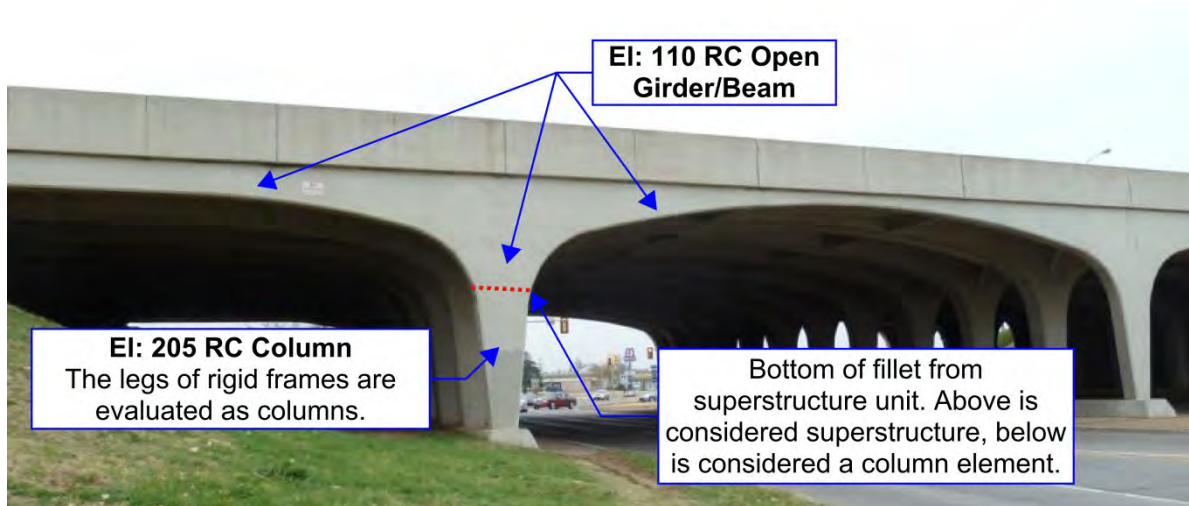 El: 110 RC Open
Girder/Beam
El: 205 RC Column
The legs of rigid frames are
evaluated as columns.
Bottom of fillet from
superstructure unit. Above is
considered superstructure, below
is considered a column element.